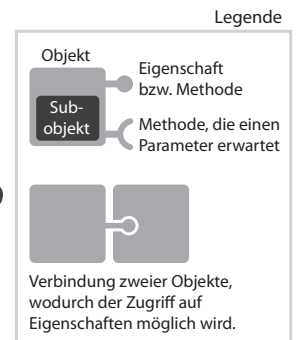 Legende
Objekt
Sub-
objekt
Eigenschaft
bzw. Methode
Methode, die einen
Parameter erwartet
Verbindung zweier Objekte,
wodurch der Zugriff auf
Eigenschaften möglich wird.